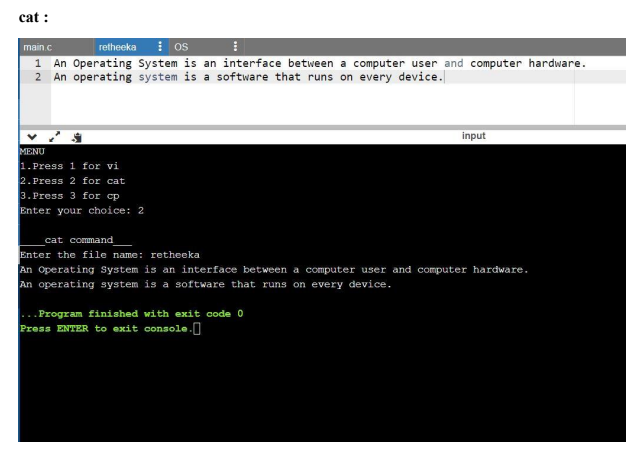 cat :
main.c retheeka OS
1 An Operating System is an interface between a computer user and computer hardware.
2 An operating system is a software that runs on every device.
input
MENU
1.Press 1 for vi
2.Press 2 for cat
3.Press 3 for cp
Enter your choice: 2
____cat command___
Enter the file name: retheeka
An Operating System is an interface between a computer user and computer hardware.
An operating system is a software that runs on every device.
...Program finished with exit code 0
Press ENTER to exit console.